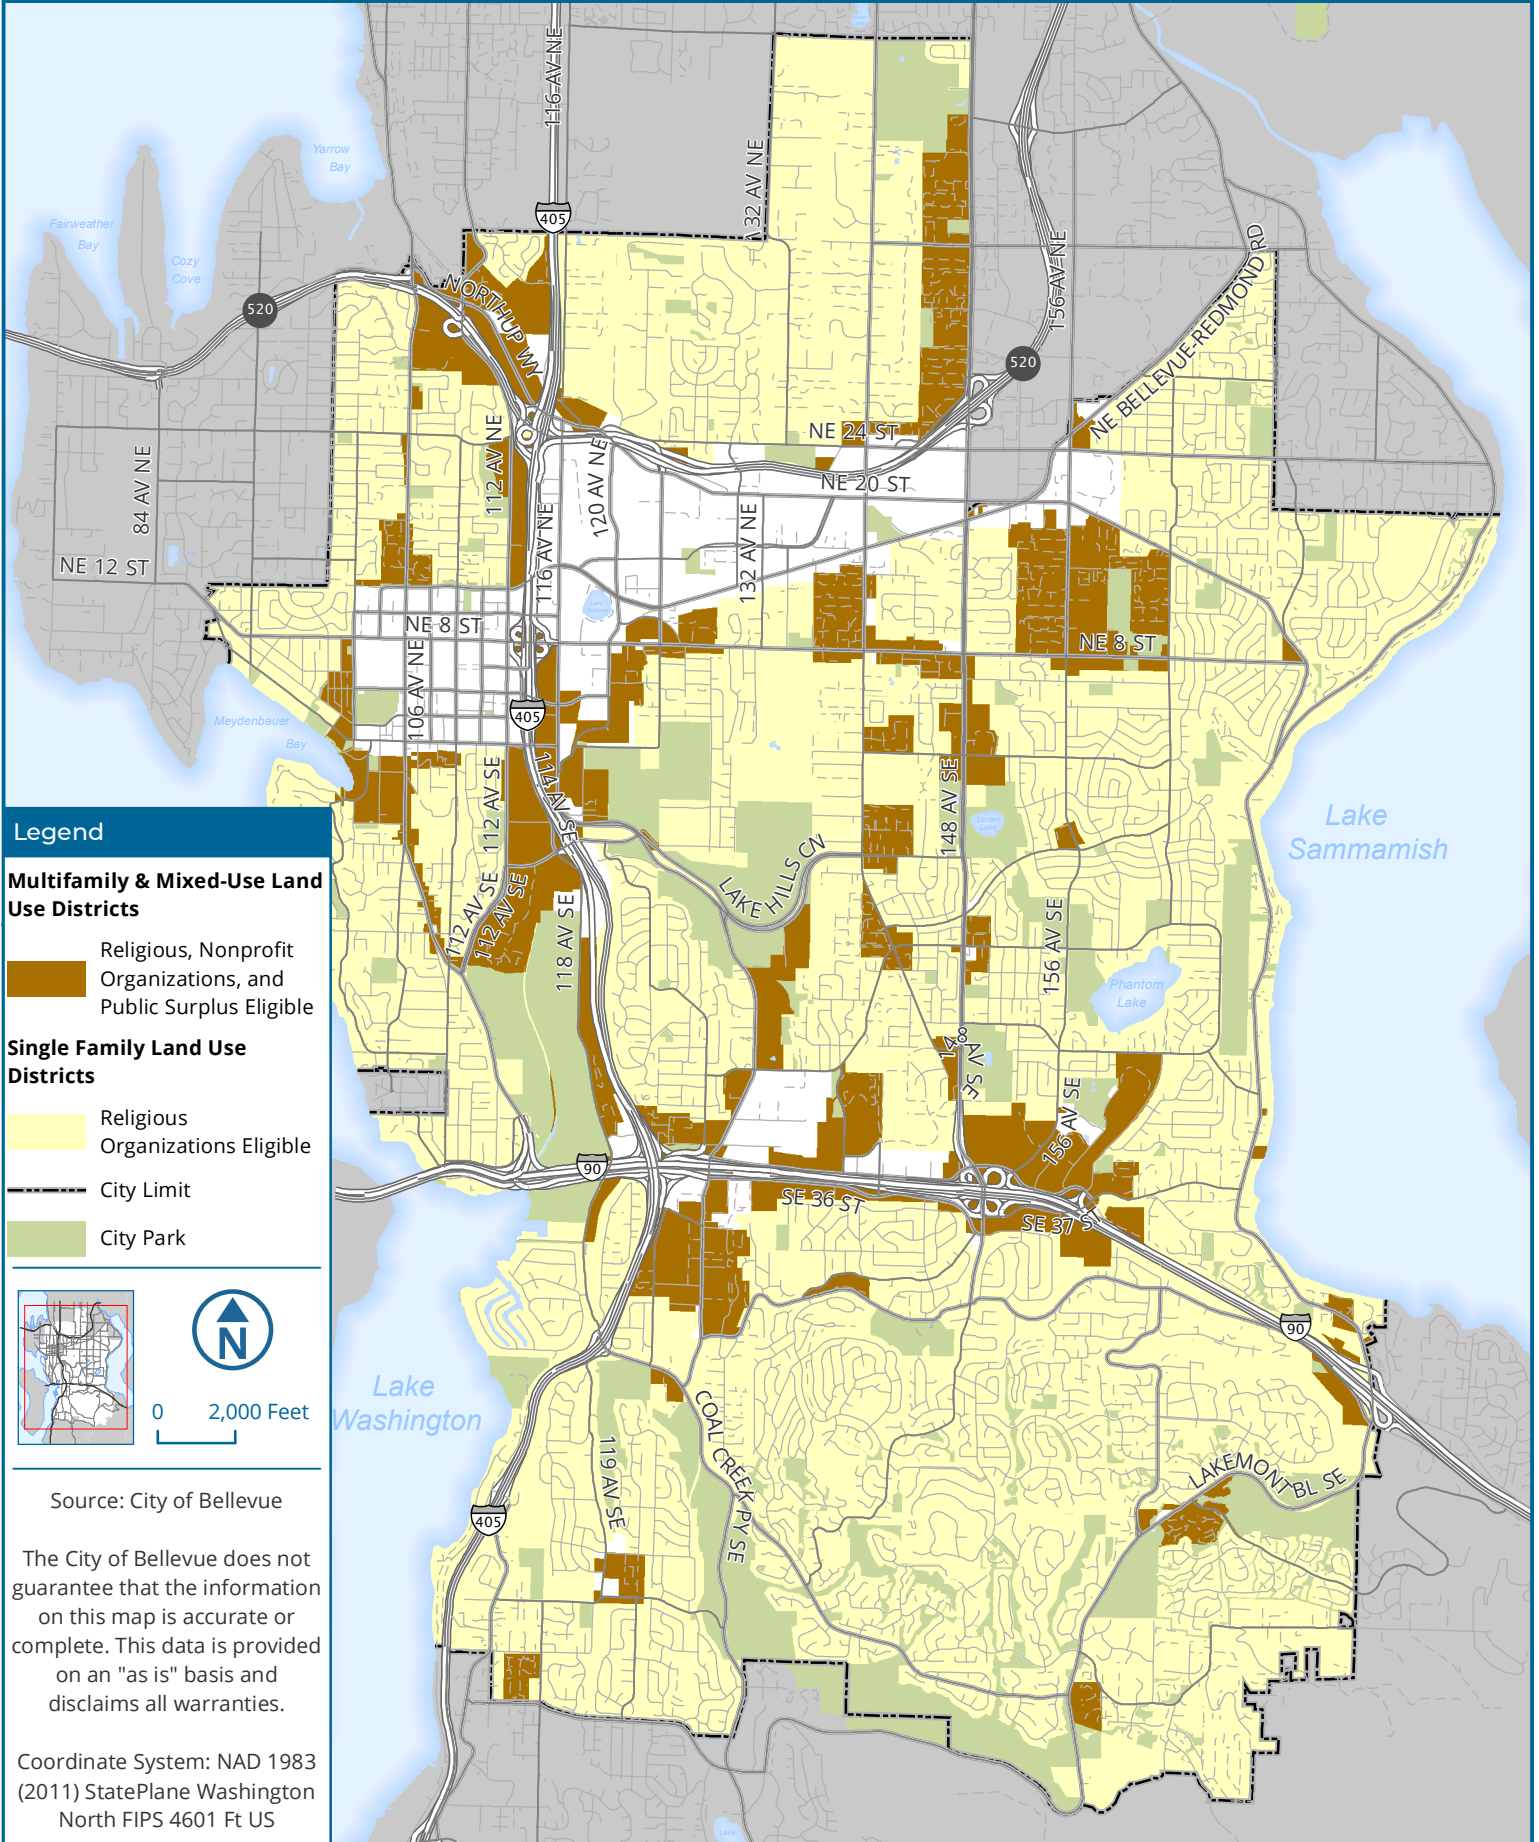 116 AV NE
Yarrow
Bay
132 AV NE
405
Fairweather
Bay
Cozy
Cove
156 AV NE
NE BELLEVUE-REDMOND RD
520
NORTHUP WY
520
NE 24 ST
84 AV NE
112 AV NE
120 AV NE
NE 20 ST
116 AV NE
132 AV NE
NE 12 ST
NE 8 ST
NE 8 ST
106 AV NE
405
Meydenbauer
Bay
112 AV SE
114 AV SE
148 AV SE
Larsen
Lake
Lake
Sammamish
LAKE HILLS CN
112 AV SE
112 AV SE
118 AV SE
156 AV SE
Phantom
Lake
148 AV SE
156 AV SE
90
SE 36 ST
SE 37 S
90
Lake
Washington
COAL CREEK PY SE
119 AV SE
LAKEMONT BL SE
405
Lake
Legend
Multifamily & Mixed-Use Land
Use Districts
Religious, Nonprofit
Organizations, and
Public Surplus Eligible
Single Family Land Use
Districts
Religious
Organizations Eligible
City Limit
City Park
N
0 2,000 Feet
Source: City of Bellevue
The City of Bellevue does not
guarantee that the information
on this map is accurate or
complete. This data is provided
on an "as is" basis and
disclaims all warranties.
Coordinate System: NAD 1983
(2011) StatePlane Washington
North FIPS 4601 Ft US